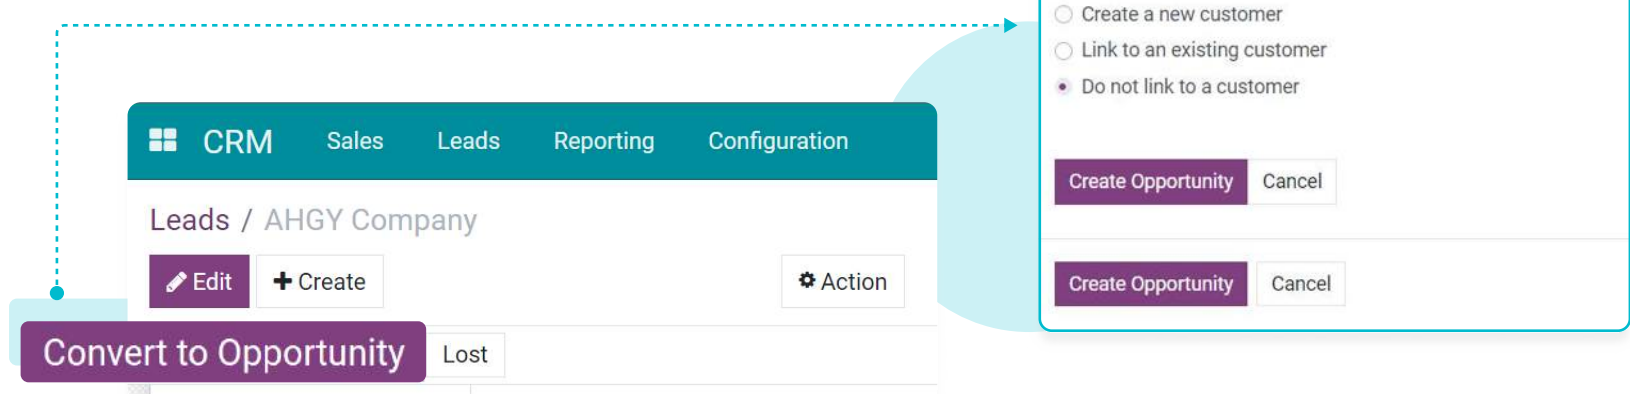 Create a new customer
Link to an existing customer
Do not link to a customer
Create Opportunity Cancel
Create Opportunity Cancel
CRM Sales Leads Reporting Configuration
Leads / AHGY Company
Edit Create Action
Convert to Opportunity Lost